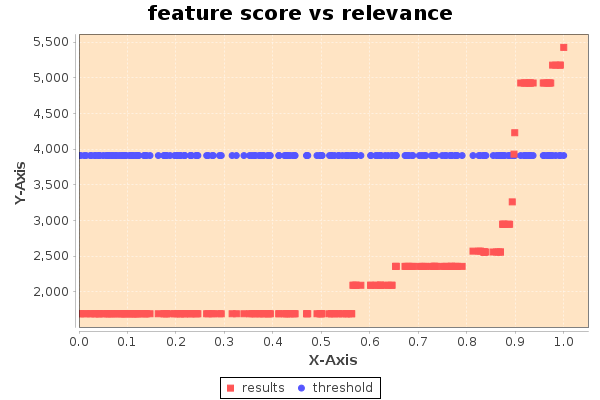 feature score vs relevance
Y-Axis
5,500
5,000
4,500
4,000
3,500
3,000
2,500
2,000
0.0 0.1 0.2 0.3 0.4 0.5 0.6 0.7 0.8 0.9 1.0
X-Axis
results threshold